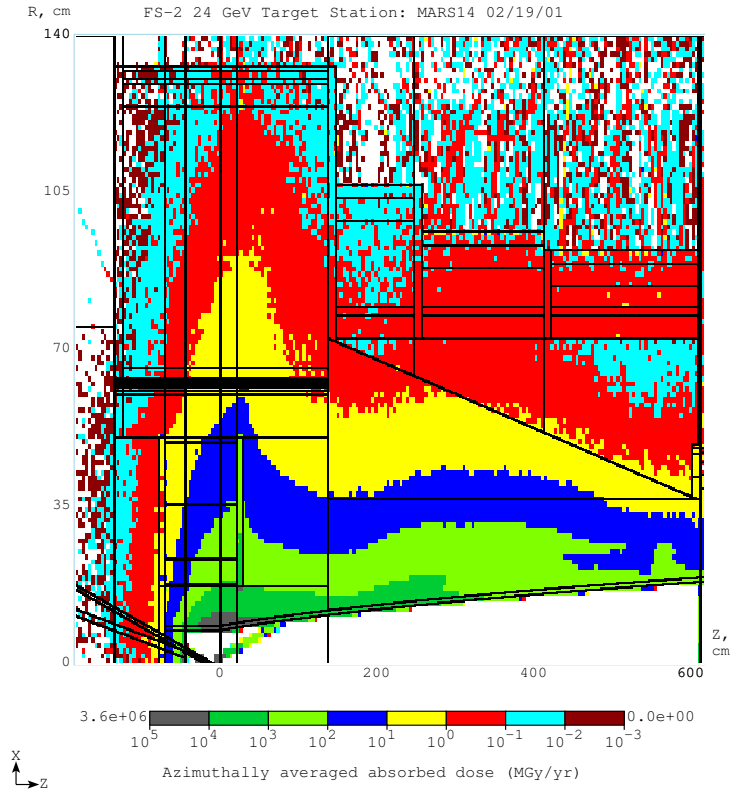 R, cm FS-2 24 GeV Target Station: MARS14 02/19/01
140
105
70
35
0
Z, cm
0 200 400 600
3.6e+06 0.0e+00
10^5 10^4 10^3 10^2 10^1 10^0 10^-1 10^-2 10^-3
X
Z
Azimuthally averaged absorbed dose (MGy/yr)